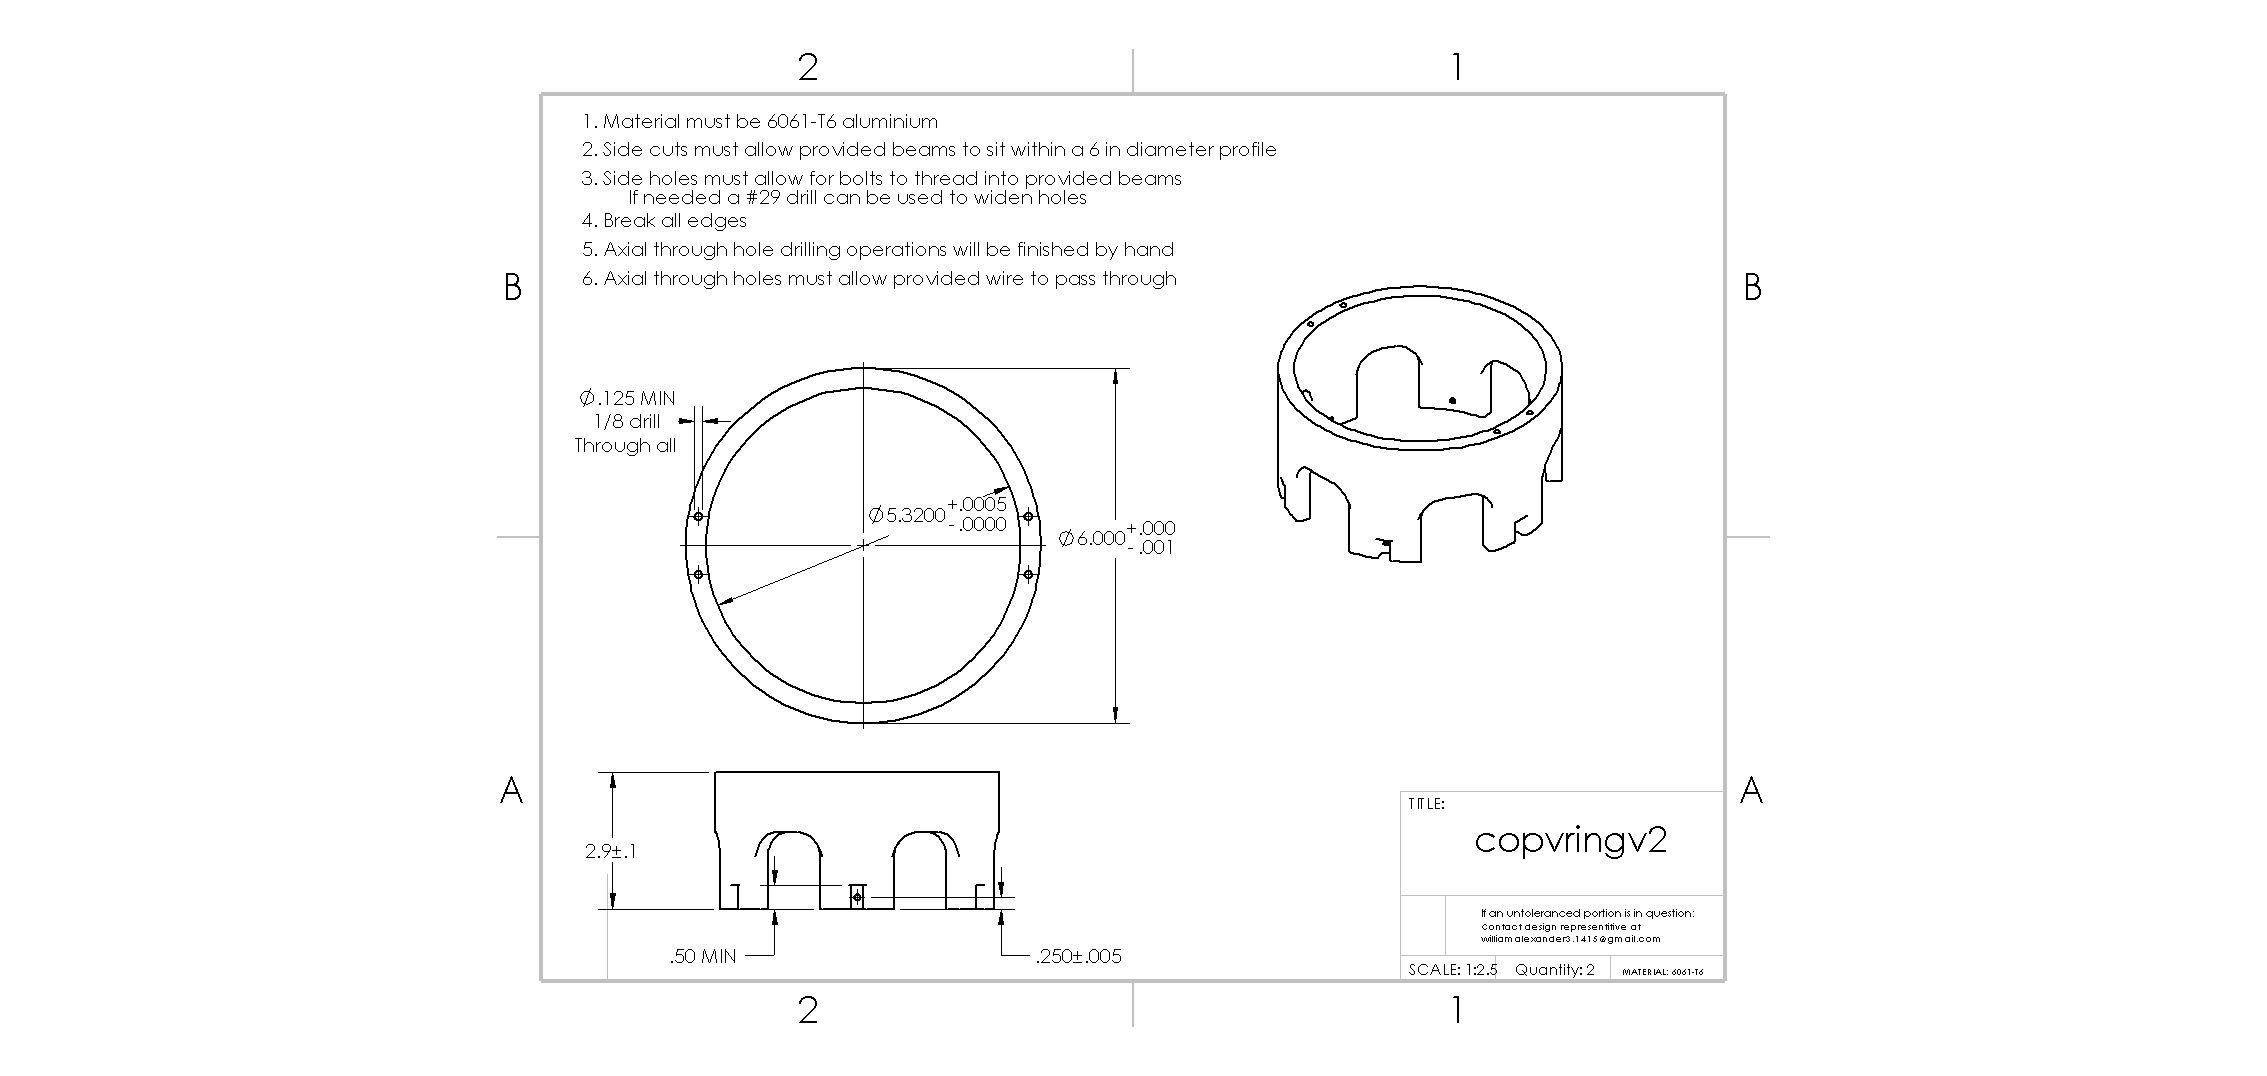 2
1
1. Material must be 6061-T6 aluminium
2. Side cuts must allow provided beams to sit within a 6 in diameter profile
3. Side holes must allow for bolts to thread into provided beams
If needed a #29 drill can be used to widen holes
4. Break all edges
5. Axial through hole drilling operations will be finished by hand
6. Axial through holes must allow provided wire to pass through
B
B
Ø.125 MIN
1/8 drill
Through all
Ø5.3200 +.0005
-.0000
Ø6.000 +.000
-.001
A
A
2.9±.1
.50 MIN
.250±.005
TITLE:
copvringv2
If an untoleranced portion is in question:
Contact design representitive at
williamalexander3.1415@gmail.com
SCALE: 1:2.5
Quantity: 2
MATERIAL: 6061-T6
2
1